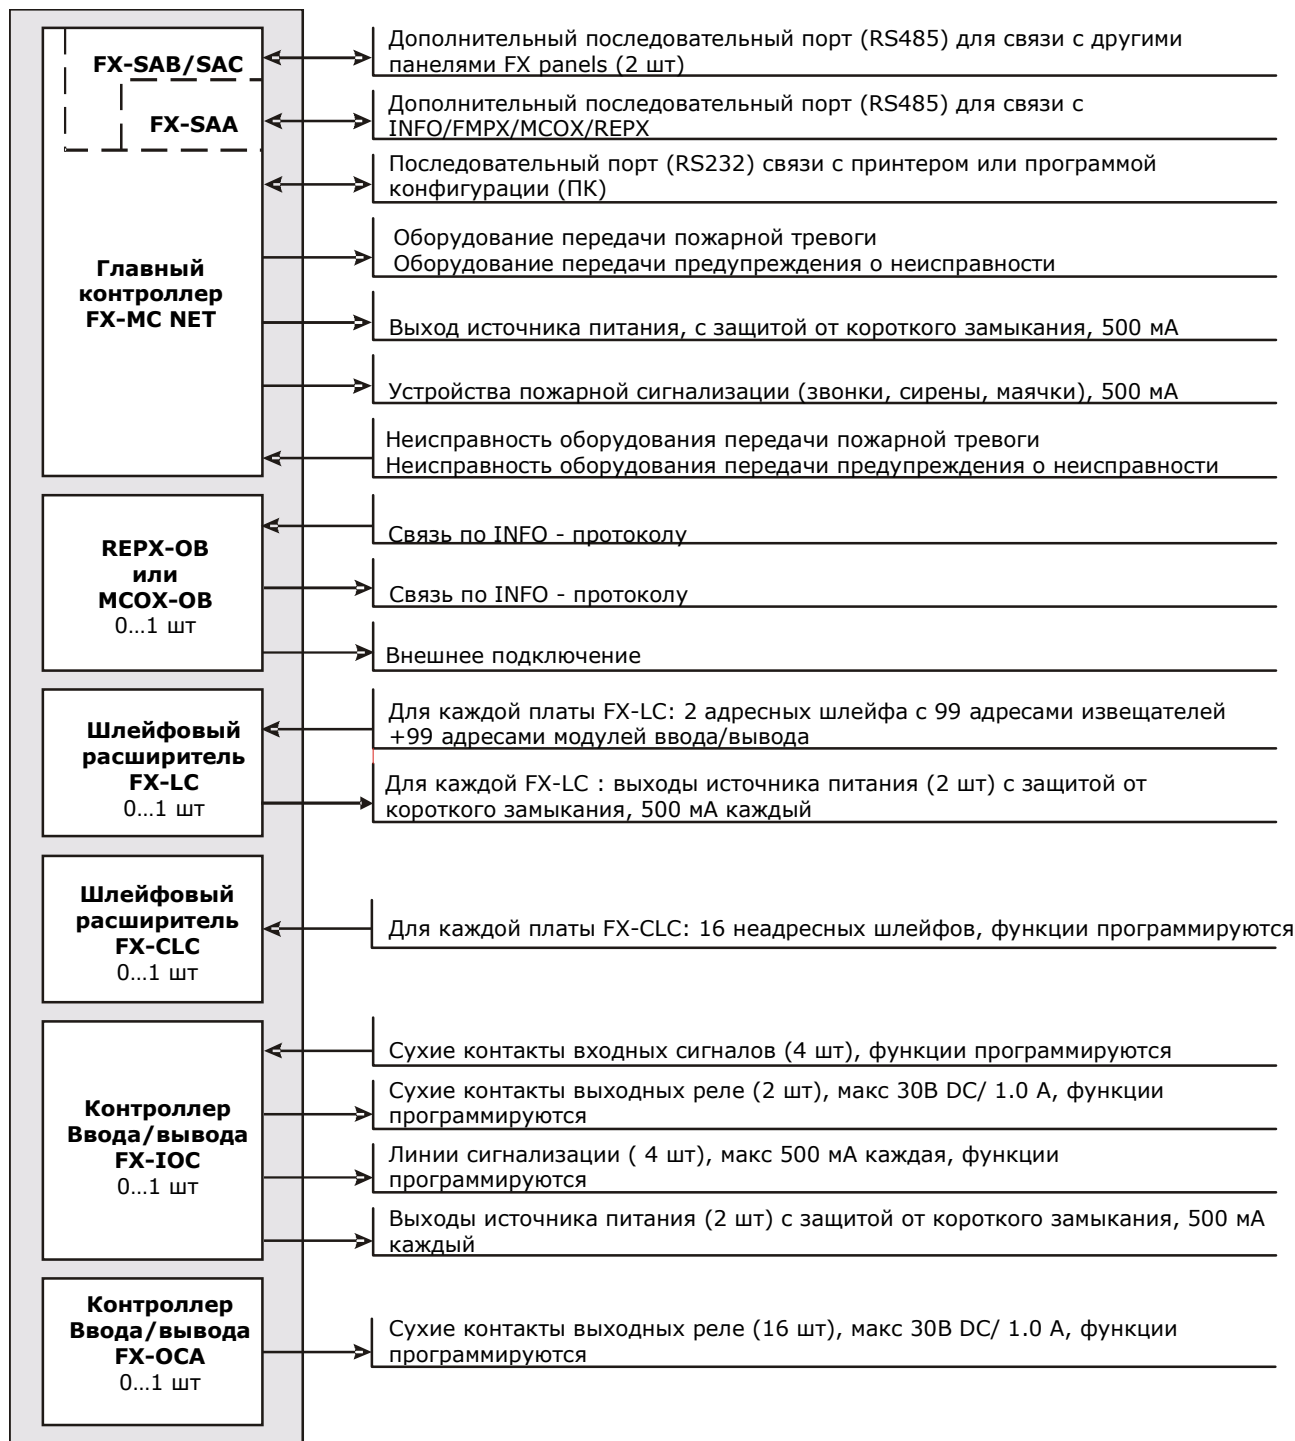 FX-SAB/SAC
Дополнительный последовательный порт (RS485) для связи с другими
панелями FX panels (2 шт)
FX-SAA
Дополнительный последовательный порт (RS485) для связи с
INFO/FMPX/MCOX/REPX
Последовательный порт (RS232) связи с принтером или программой
конфигурации (ПК)
Главный
контроллер
FX-MC NET
Оборудование передачи пожарной тревоги
Оборудование передачи предупреждения о неисправности
Выход источника питания, с защитой от короткого замыкания, 500 мА
Устройства пожарной сигнализации (звонки, сирены, маячки), 500 мА
Неисправность оборудования передачи пожарной тревоги
Неисправность оборудования передачи предупреждения о неисправности
REPX-OB
или
MCOX-OB
0...1 шт
Связь по INFO - протоколу
Связь по INFO - протоколу
Внешнее подключение
Шлейфовый
расширитель
FX-LC
0...1 шт
Для каждой платы FX-LC: 2 адресных шлейфа с 99 адресами извещателей
+99 адресами модулей ввода/вывода
Для каждой FX-LC : выходы источника питания (2 шт) с защитой от
короткого замыкания, 500 мА каждый
Шлейфовый
расширитель
FX-CLC
0...1 шт
Для каждой платы FX-CLC: 16 неадресных шлейфов, функции программируются
Контроллер
Ввода/вывода
FX-IOC
0...1 шт
Сухие контакты входных сигналов (4 шт), функции программируются
Сухие контакты выходных реле (2 шт), макс 30В DC/ 1.0 А, функции
программируются
Линии сигнализации ( 4 шт), макс 500 мА каждая, функции
программируются
Выходы источника питания (2 шт) с защитой от короткого замыкания, 500 мА
каждый
Контроллер
Ввода/вывода
FX-OCA
0...1 шт
Сухие контакты выходных реле (16 шт), макс 30В DC/ 1.0 А, функции
программируются